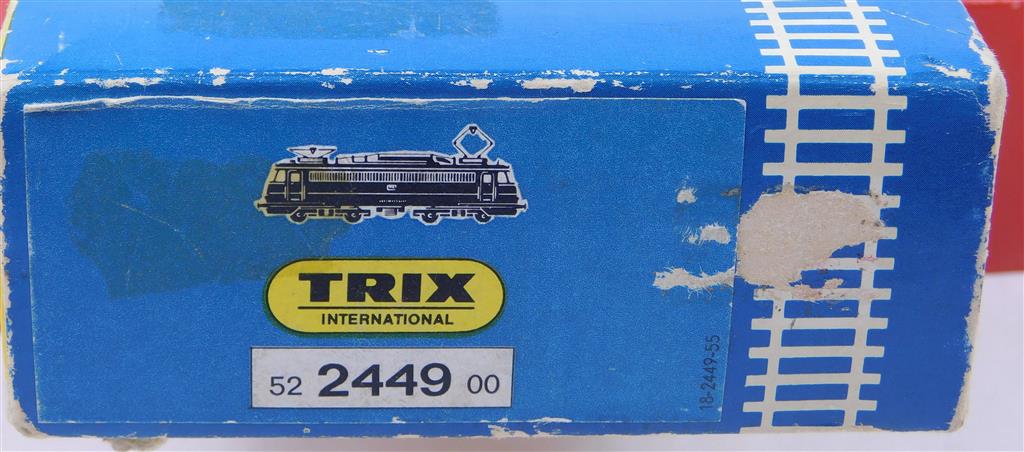 TRIX
INTERNATIONAL
52 2449 00
18-2449-55